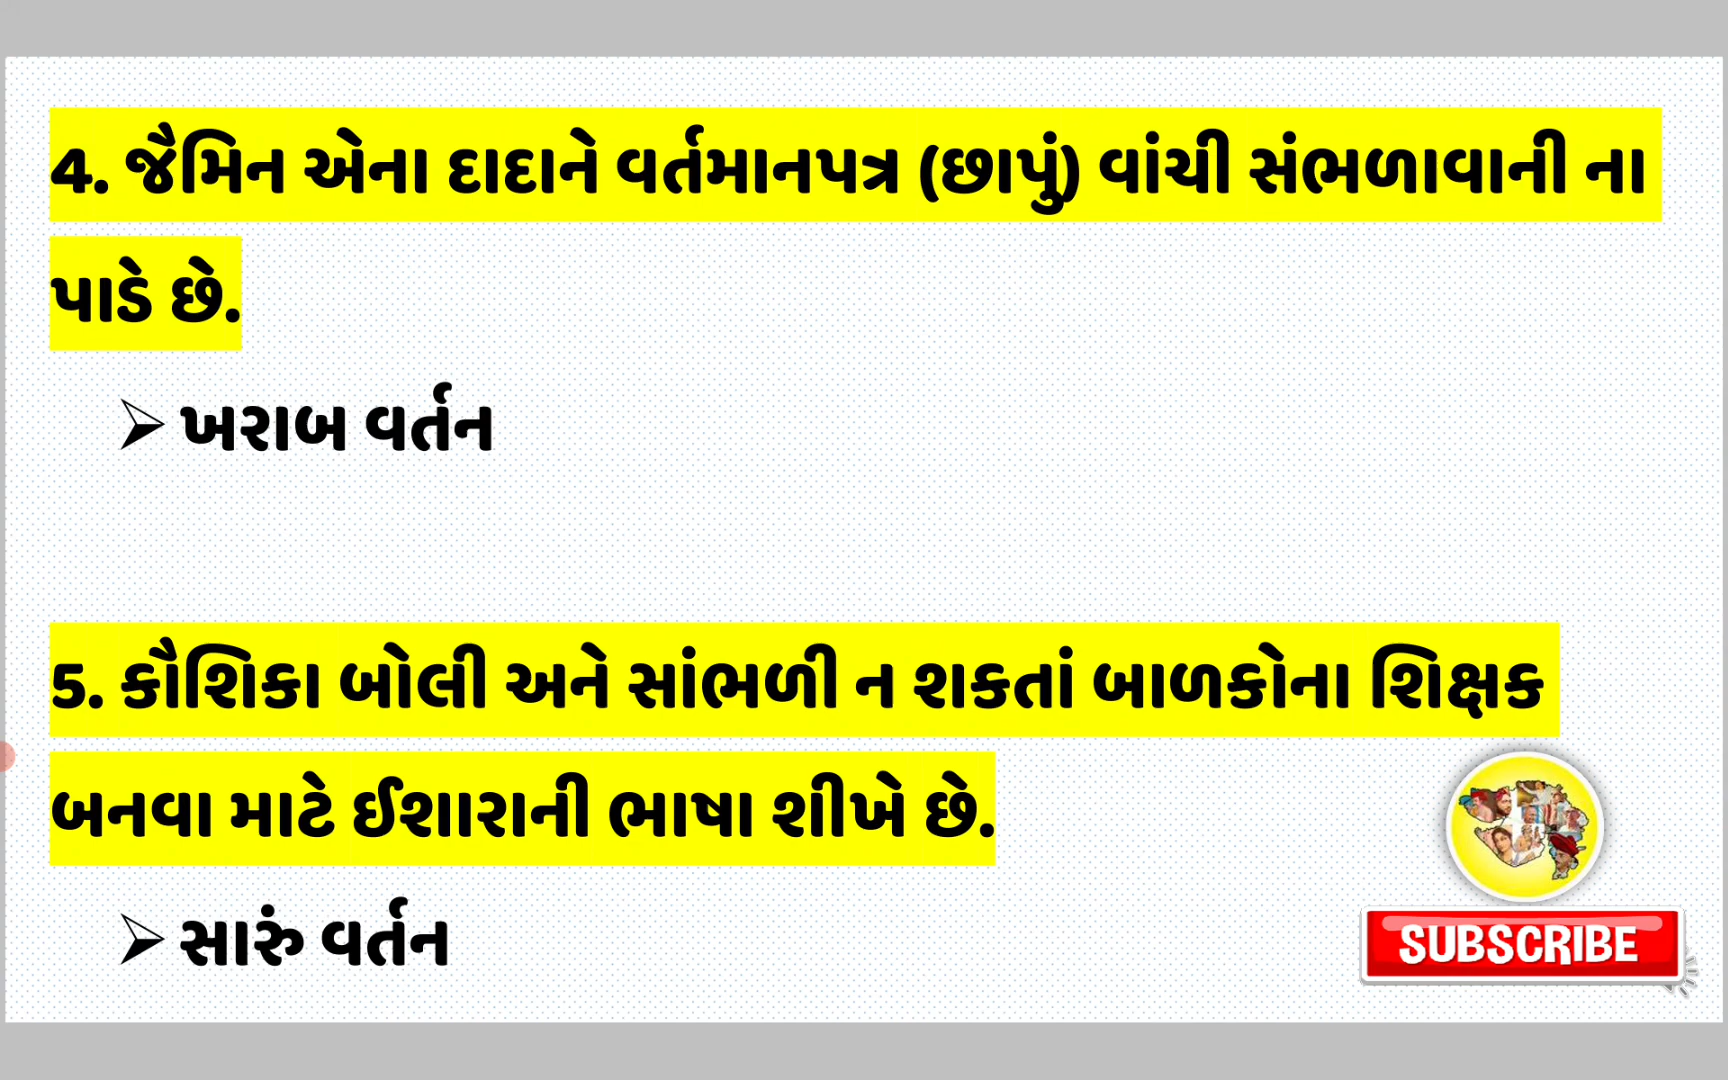 4. જૈમિન એના દાદાને વર્તમાનપત્ર (છાપું) વાંચી સંભળાવાની ના
પાડે છે.
➢ ખરાબ વર્તન
5. કૌશિકા બોલી અને સાંભળી ન શકતાં બાળકોના શિક્ષક
બનવા માટે ઈશારાની ભાષા શીખે છે.
➢ સારું વર્તન
SUBSCRIBE